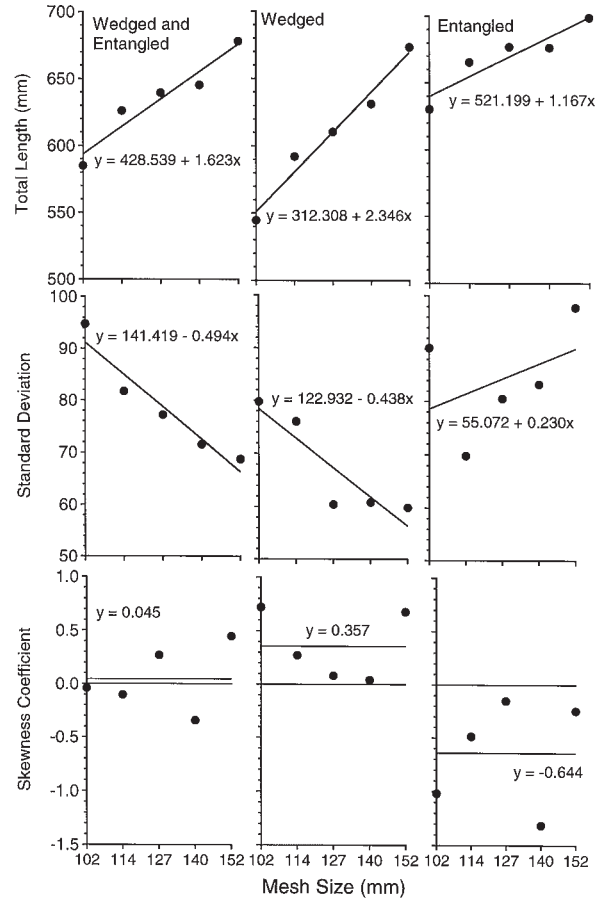 Wedged and
Entangled
Wedged
Entangled
Total Length (mm)
700
650
600
550
500
y = 428.539 + 1.623x
y = 312.308 + 2.346x
y = 521.199 + 1.167x
Standard Deviation
100
90
80
70
60
50
y = 141.419 - 0.494x
y = 122.932 - 0.438x
y = 55.072 + 0.230x
Skewness Coefficient
1.0
0.5
0.0
-0.5
-1.0
-1.5
y = 0.045
y = 0.357
y = -0.644
102 114 127 140 152 102 114 127 140 152 102 114 127 140 152
Mesh Size (mm)